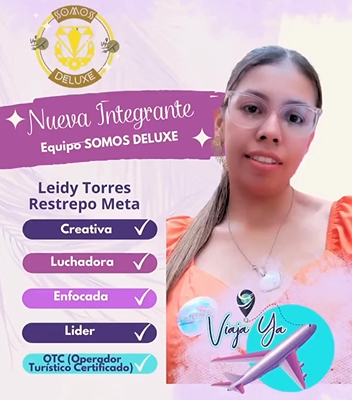 SOMOS
DELUXE
Nueva Integrante
Equipo SOMOS DELUXE
Leidy Torres
Restrepo Meta
Creativa
Luchadora
Enfocada
Lider
OTC (Operador
Turístico Certificado)
Viaja Ya